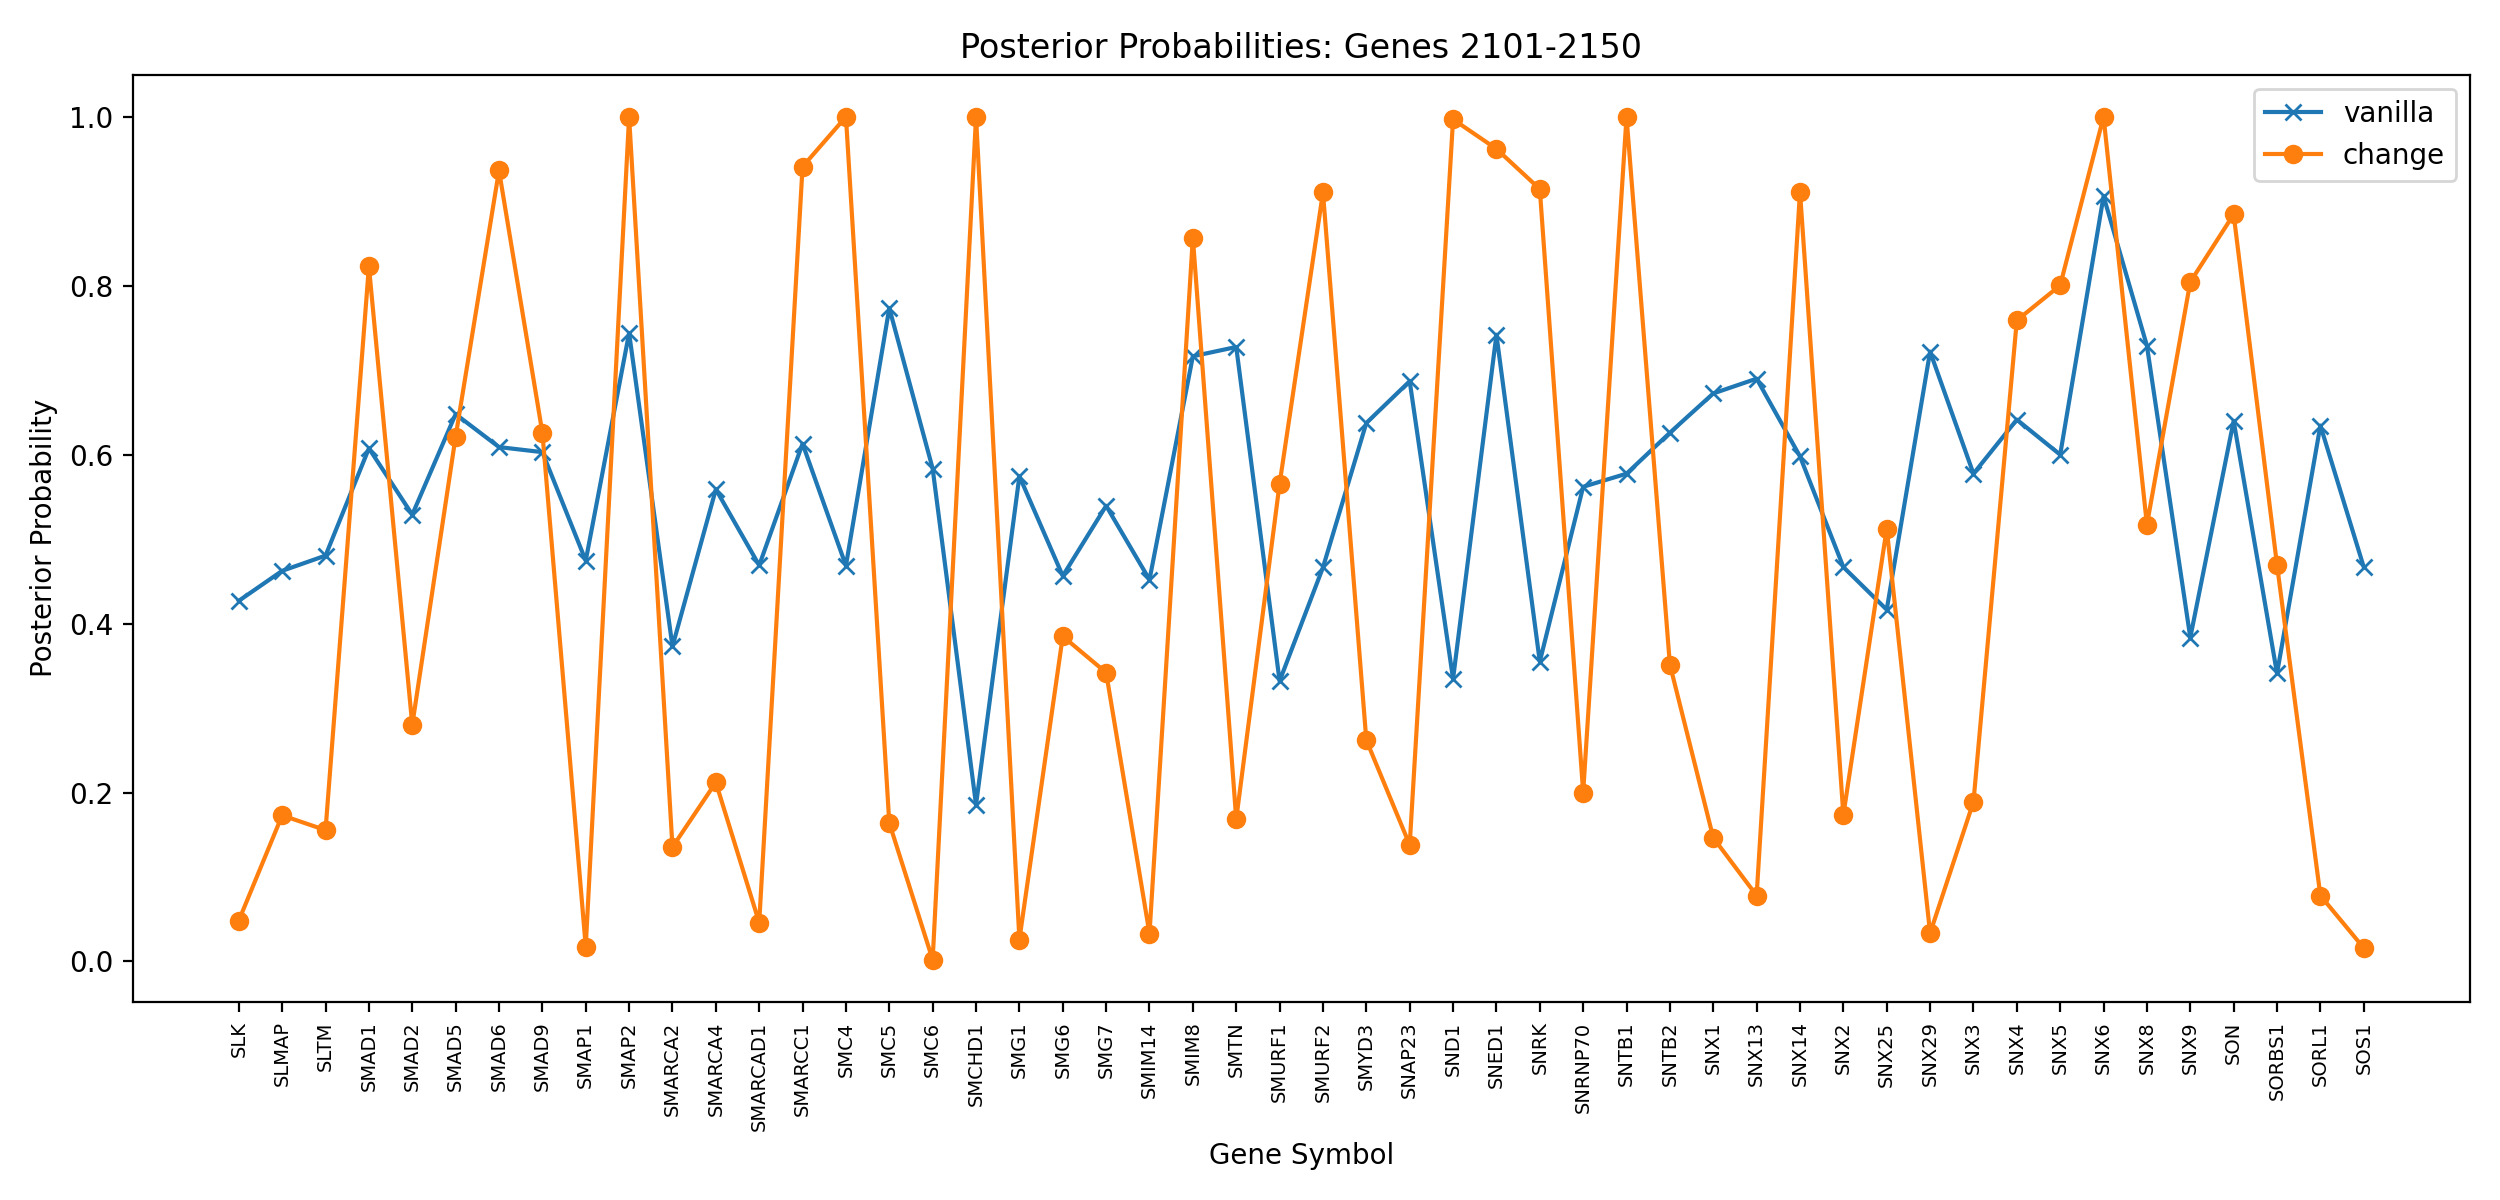 Posterior Probabilities: Genes 2101-2150
vanilla
change
Posterior Probability
1.0
0.8
0.6
0.4
0.2
0.0
SLK
SLMAP
SLTM
SMAD1
SMAD2
SMAD5
SMAD6
SMAD9
SMAP1
SMAP2
SMARCA2
SMARCA4
SMARCAD1
SMARCC1
SMC4
SMC5
SMC6
SMCHD1
SMG1
SMG6
SMG7
SMIM14
SMIM8
SMTN
SMURF1
SMURF2
SMYD3
SNAP23
SND1
SNED1
SNRK
SNRNP70
SNTB1
SNTB2
SNX1
SNX13
SNX14
SNX2
SNX25
SNX29
SNX3
SNX4
SNX5
SNX6
SNX8
SNX9
SON
SORBS1
SORL1
SOS1
Gene Symbol